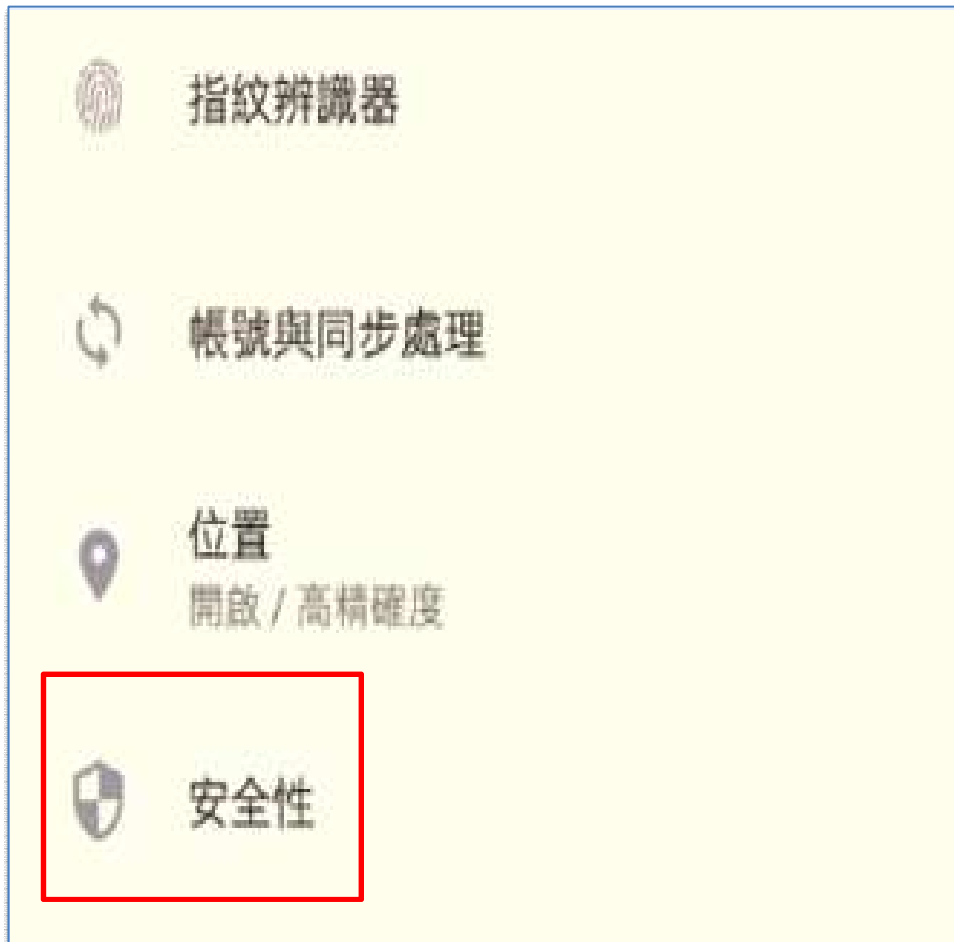 指紋辨識器
帳號與同步處理
位置
開啟 / 高精確度
安全性